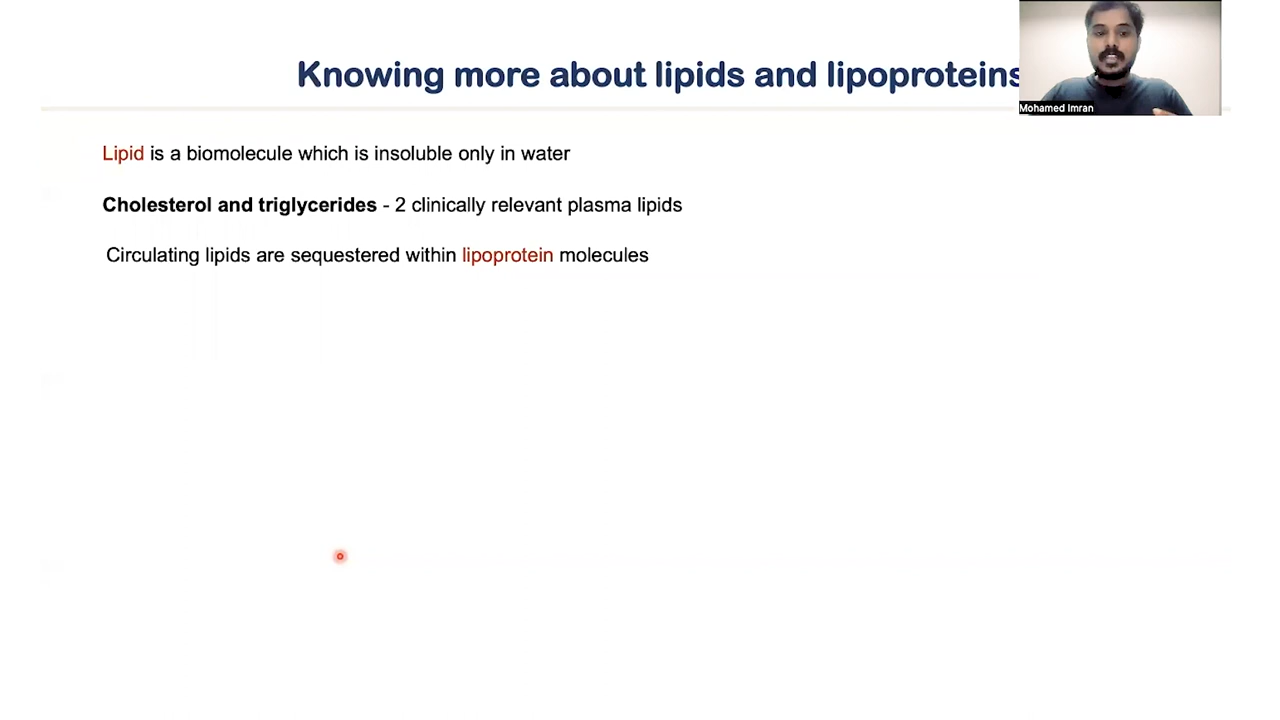 Knowing more about lipids and lipoproteins
Mohamed Imran
Lipid is a biomolecule which is insoluble only in water
Cholesterol and triglycerides - 2 clinically relevant plasma lipids
Circulating lipids are sequestered within lipoprotein molecules